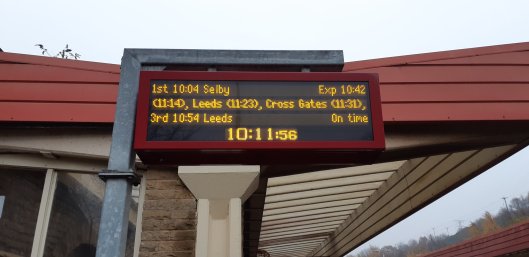 1st 10:04 Selby Exp 10:42
(11:14), Leeds (11:23), Cross Gates (11:31),
3rd 10:54 Leeds On time
10:11:56